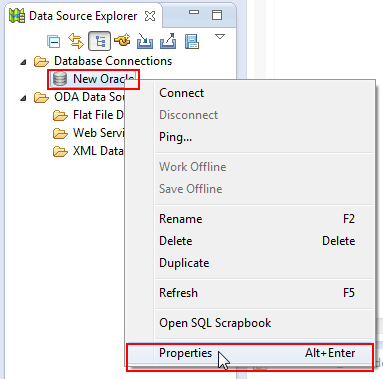 Data Source Explorer
Database Connections
New Oracle
ODA Data Sou
Flat File D
Web Servi
XML Data
Connect
Disconnect
Ping...
Work Offline
Save Offline
Rename F2
Delete Delete
Duplicate
Refresh F5
Open SQL Scrapbook
Properties Alt+Enter